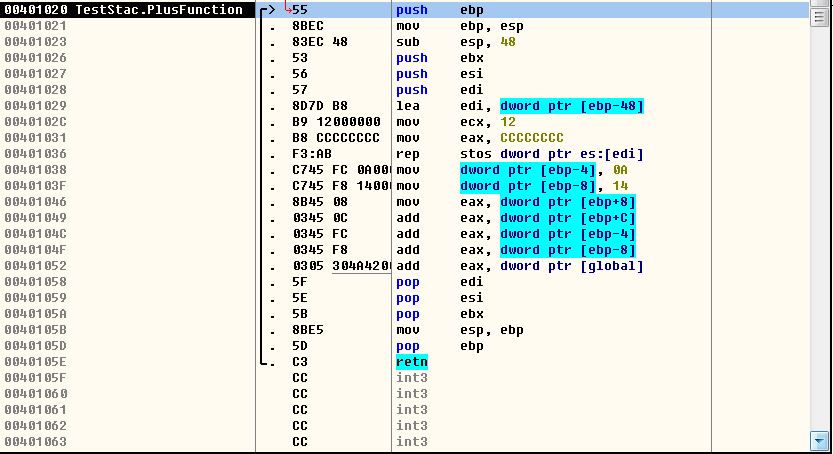 00401020 TestStac.PlusFunction > 55 push ebp
00401021 . 8BEC mov ebp, esp
00401023 . 83EC 48 sub esp, 48
00401026 . 53 push ebx
00401027 . 56 push esi
00401028 . 57 push edi
00401029 . 8D7D B8 lea edi, dword ptr [ebp-48]
0040102C . B9 12000000 mov ecx, 12
00401031 . B8 CCCCCCCC mov eax, CCCCCCCC
00401036 . F3:AB rep stos dword ptr es:[edi]
00401038 . C745 FC 0A00 mov dword ptr [ebp-4], 0A
0040103F . C745 F8 1400 mov dword ptr [ebp-8], 14
00401046 . 8B45 08 mov eax, dword ptr [ebp+8]
00401049 . 0345 0C add eax, dword ptr [ebp+C]
0040104C . 0345 FC add eax, dword ptr [ebp-4]
0040104F . 0345 F8 add eax, dword ptr [ebp-8]
00401052 . 0305 304A420 add eax, dword ptr [global]
00401058 . 5F pop edi
00401059 . 5E pop esi
0040105A . 5B pop ebx
0040105B . 8BE5 mov esp, ebp
0040105D . 5D pop ebp
0040105E . C3 retn
0040105F CC int3
00401060 CC int3
00401061 CC int3
00401062 CC int3
00401063 CC int3